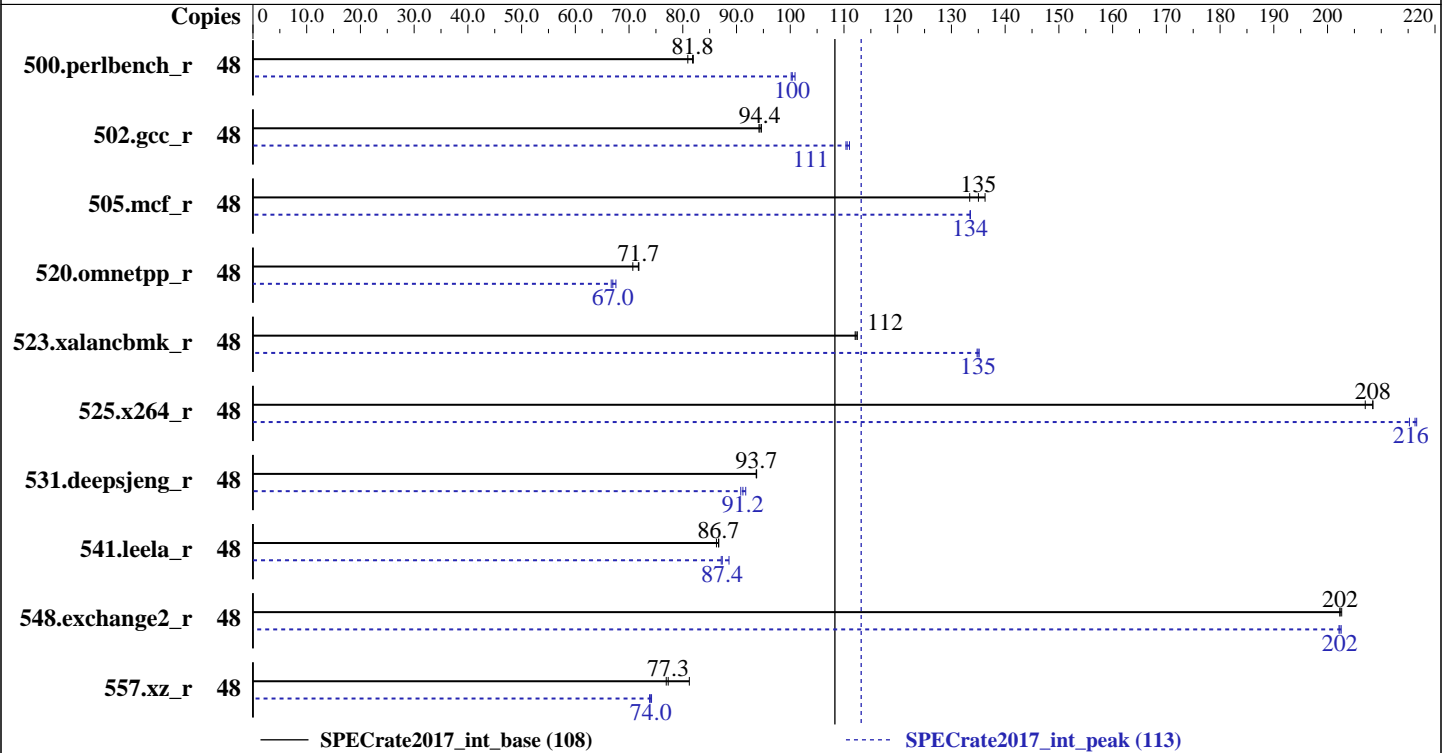 Copies 0 10.0 20.0 30.0 40.0 50.0 60.0 70.0 80.0 90.0 100 110 120 130 140 150 160 170 180 190 200 220
500.perlbench_r 48 81.8
100
502.gcc_r 48 94.4
111
505.mcf_r 48 135
134
520.omnetpp_r 48 71.7
67.0
523.xalancbmk_r 48 112
135
525.x264_r 48 208
216
531.deepsjeng_r 48 93.7
91.2
541.leela_r 48 86.7
87.4
548.exchange2_r 48 202
202
557.xz_r 48 77.3
74.0
SPECrate2017_int_base (108) SPECrate2017_int_peak (113)